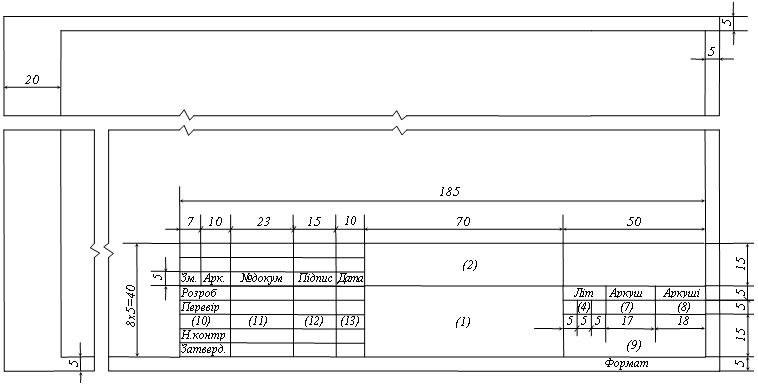 5
5
20
185
7 10 23 15 10 70 50
(2)
15
5
Зм. Арк. №докум Підпис Дата
8х5=40
Розроб
Літ Аркуш Аркуші
5
Перевір
(4) (7) (8)
5
(10) (11) (12) (13) (1)
5 5 5 17 18
15
Н.контр
(9)
Затверд.
5
Формат
5